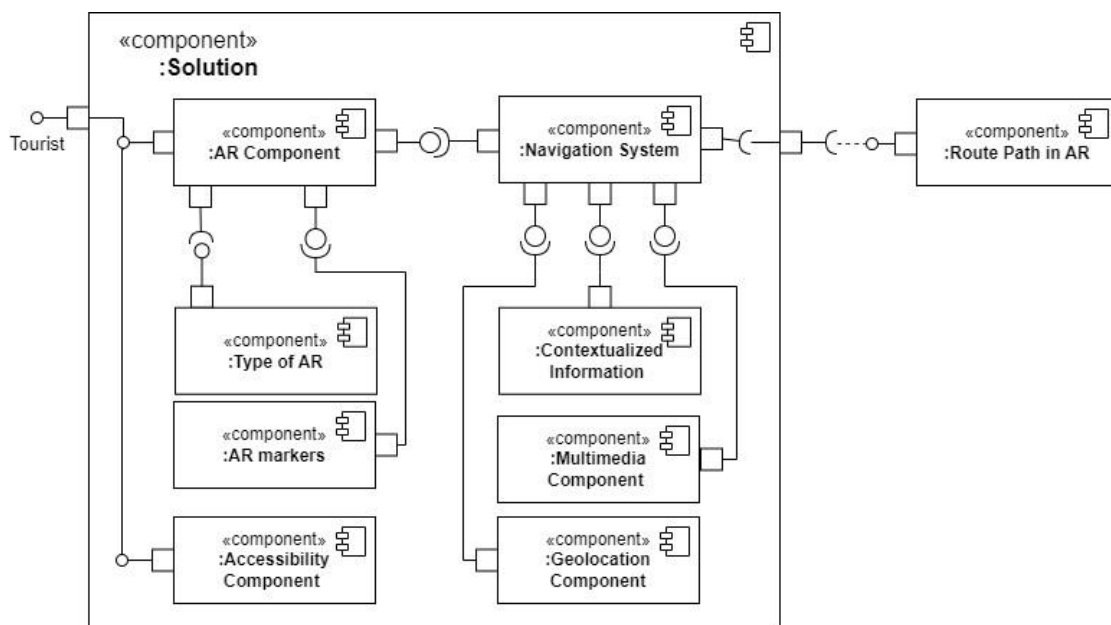 «component»
:Solution
Tourist
«component»
:AR Component
«component»
:Navigation System
«component»
:Route Path in AR
«component»
:Type of AR
«component»
:Contextualized
Information
«component»
:AR markers
«component»
:Multimedia
Component
«component»
:Accessibility
Component
«component»
:Geolocation
Component